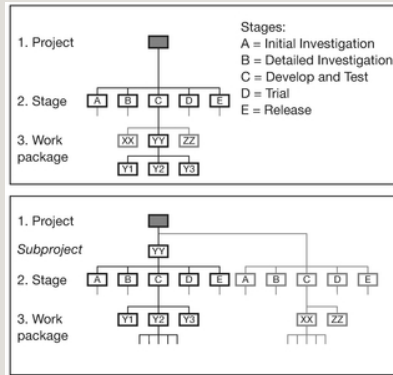 Stages:
1. Project
A = Initial Investigation
B = Detailed Investigation
C = Develop and Test
D = Trial
E = Release
2. Stage
A B C D E
3. Work
package
XX YY ZZ
Y1 Y2 Y3
1. Project
Subproject
YY
2. Stage
A B C D E A B C D E
3. Work
package
Y1 Y2 Y3 XX ZZ